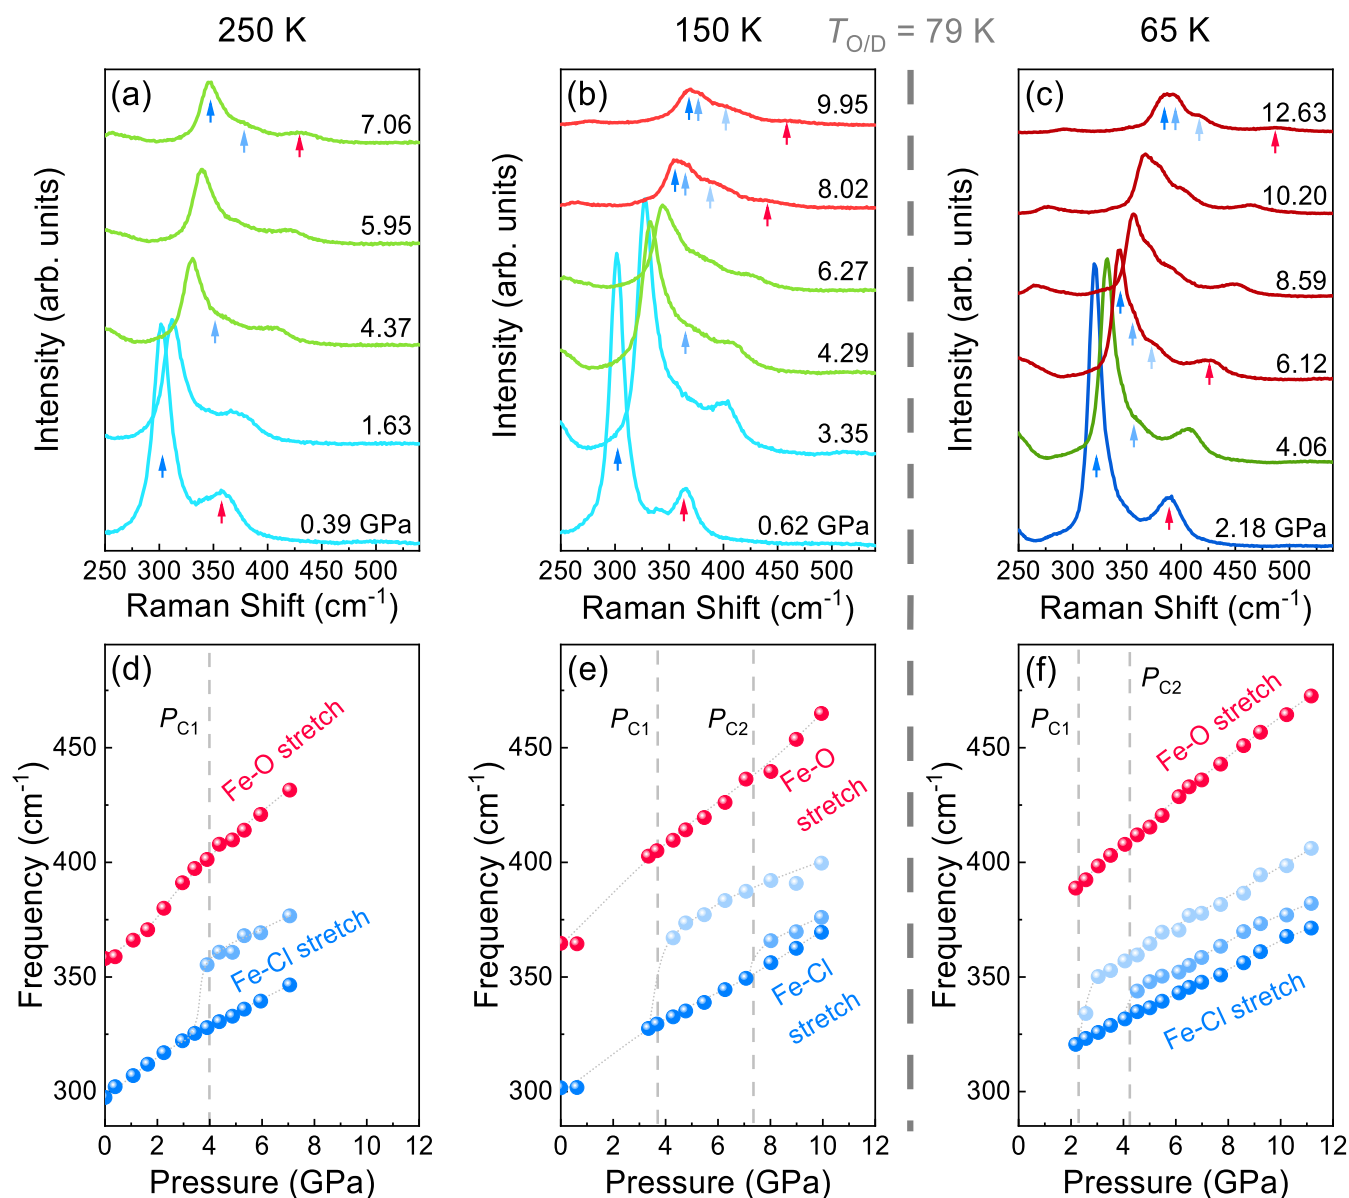 250 K
150 K
T_O/D = 79 K
65 K
(a)
7.06
5.95
4.37
1.63
0.39 GPa
Intensity (arb. units)
250 300 350 400 450 500
Raman Shift (cm⁻¹)
(b)
9.95
8.02
6.27
4.29
3.35
0.62 GPa
Intensity (arb. units)
250 300 350 400 450 500
Raman Shift (cm⁻¹)
(c)
12.63
10.20
8.59
6.12
4.06
2.18 GPa
Intensity (arb. units)
250 300 350 400 450 500
Raman Shift (cm⁻¹)
(d)
P_C1
Fe-O stretch
Fe-Cl stretch
450
400
350
300
Frequency (cm⁻¹)
0 2 4 6 8 10 12
Pressure (GPa)
(e)
P_C1
P_C2
Fe-O
stretch
Fe-Cl
stretch
450
400
350
300
Frequency (cm⁻¹)
0 2 4 6 8 10 12
Pressure (GPa)
(f)
P_C2
P_C1
Fe-O stretch
Fe-Cl stretch
450
400
350
300
Frequency (cm⁻¹)
0 2 4 6 8 10 12
Pressure (GPa)